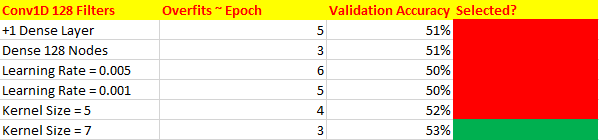 Conv1D 128 Filters Overfits ~ Epoch Validation Accuracy Selected?
+1 Dense Layer 5 51%
Dense 128 Nodes 3 51%
Learning Rate = 0.005 6 50%
Learning Rate = 0.001 5 50%
Kernel Size = 5 4 52%
Kernel Size = 7 3 53%